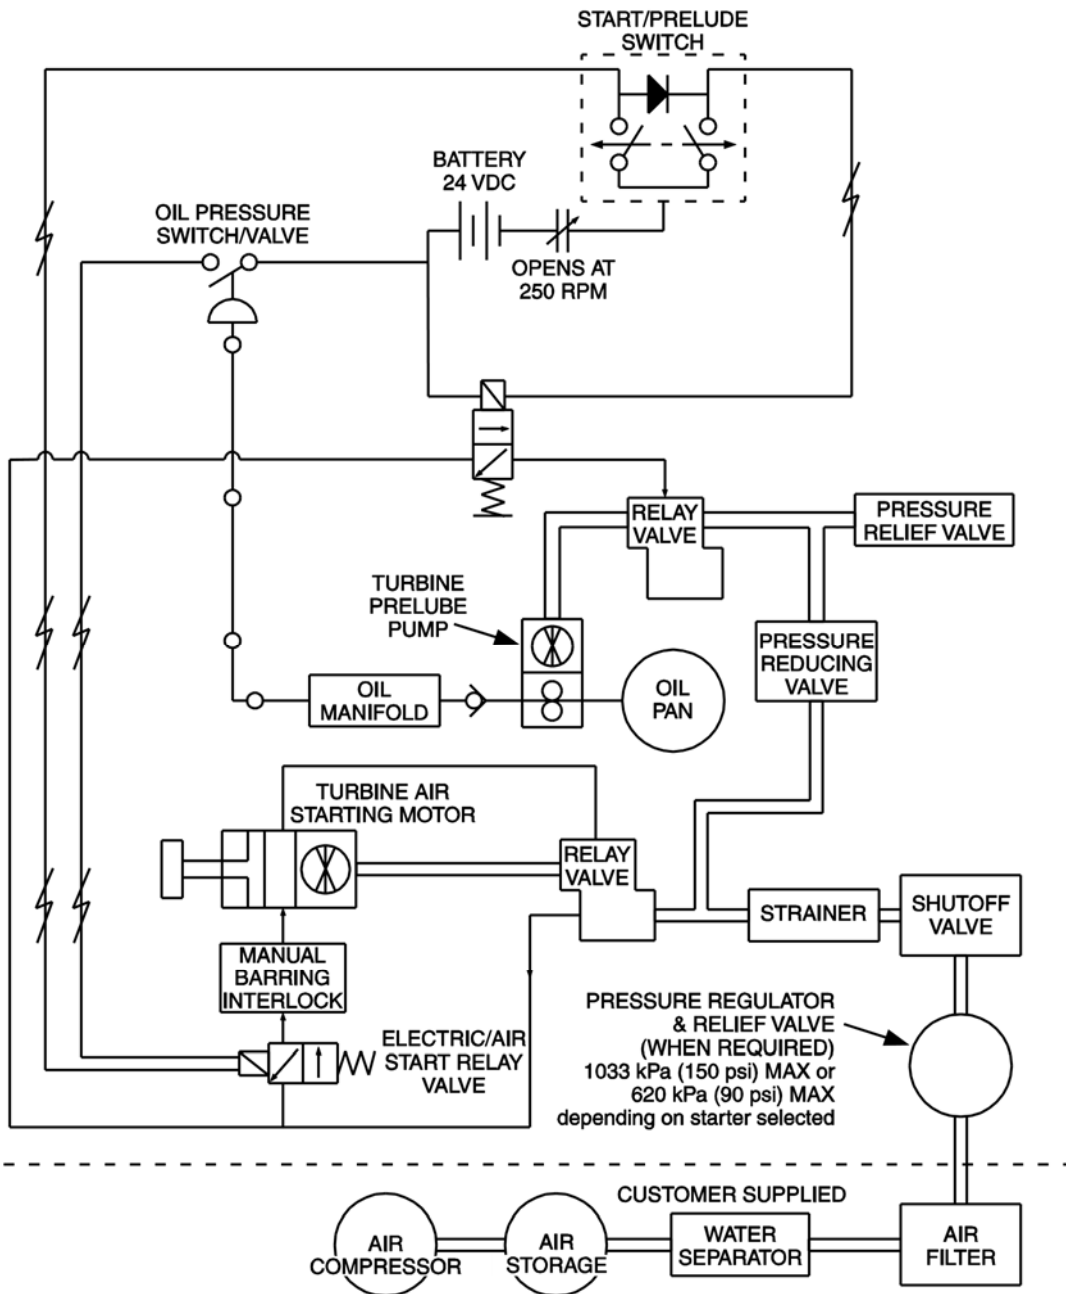 START/PRELUDE
SWITCH
BATTERY
24 VDC
OIL PRESSURE
SWITCH/VALVE
OPENS AT
250 RPM
RELAY
VALVE
PRESSURE
RELIEF VALVE
TURBINE
PRELUBE
PUMP
PRESSURE
REDUCING
VALVE
OIL
MANIFOLD
OIL
PAN
TURBINE AIR
STARTING MOTOR
RELAY
VALVE
STRAINER
SHUTOFF
VALVE
MANUAL
BARRING
INTERLOCK
PRESSURE REGULATOR
& RELIEF VALVE
(WHEN REQUIRED)
1033 kPa (150 psi) MAX or
620 kPa (90 psi) MAX
depending on starter selected
ELECTRIC/AIR
START RELAY
VALVE
CUSTOMER SUPPLIED
AIR
COMPRESSOR
AIR
STORAGE
WATER
SEPARATOR
AIR
FILTER